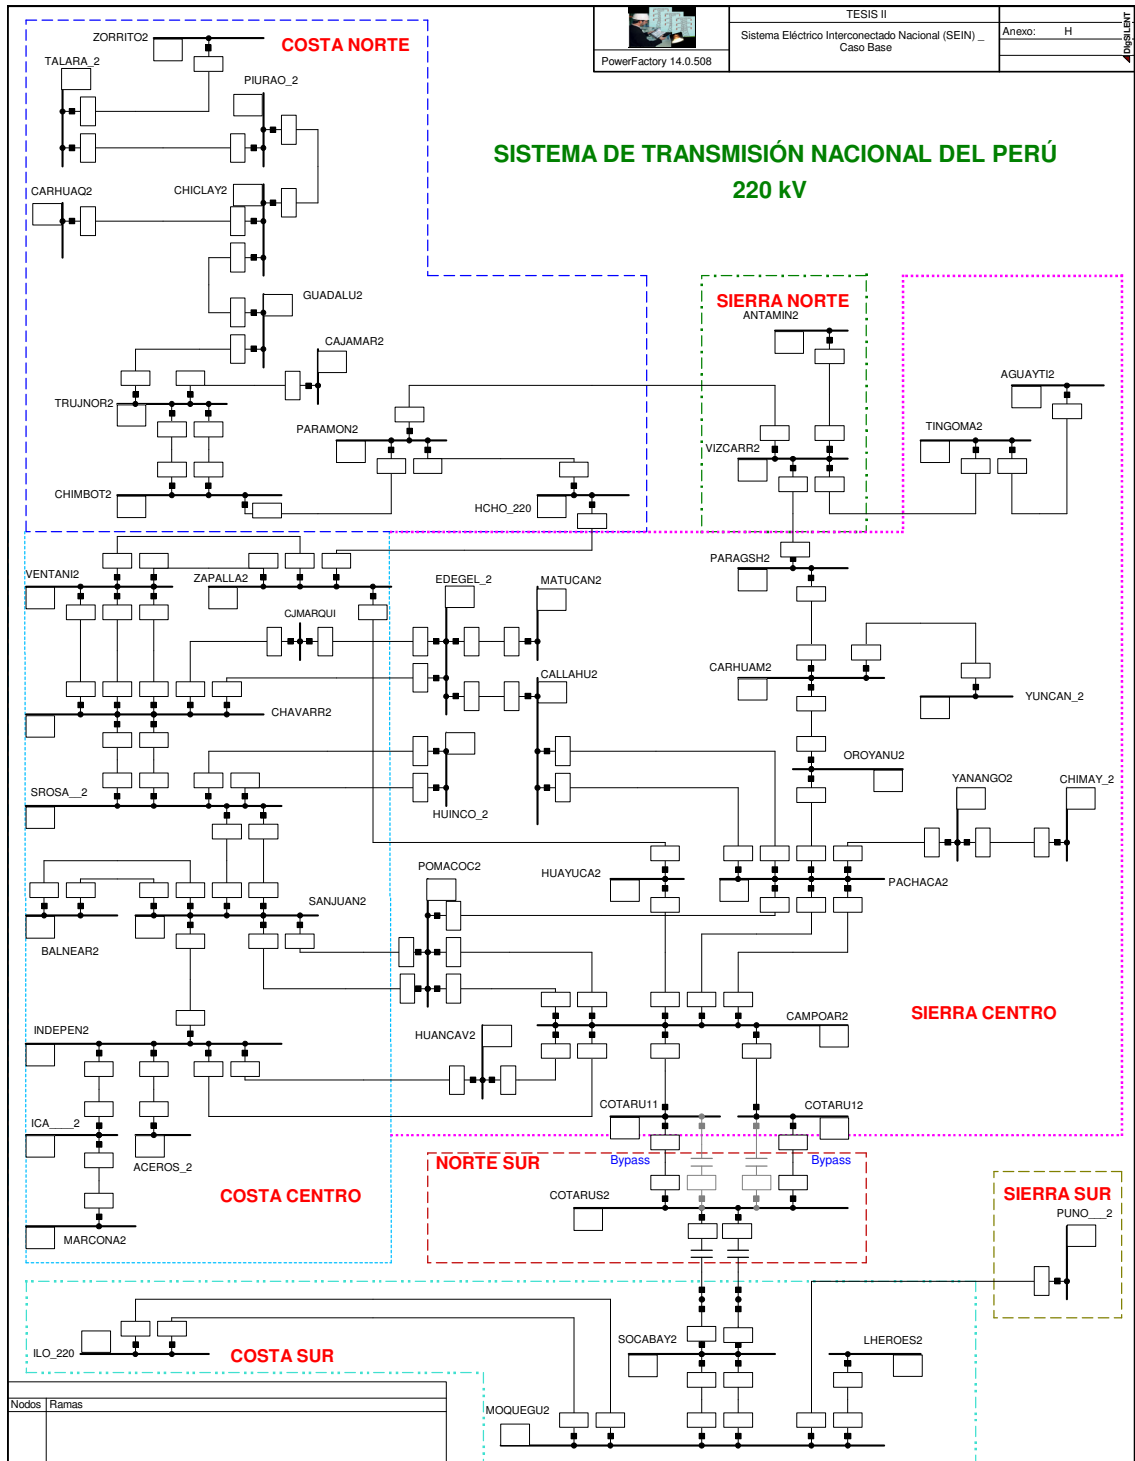 TESIS II
Sistema Eléctrico Interconectado Nacional (SEIN) _
Caso Base
Anexo: H
PowerFactory 14.0.508
DIgSILENT
ZORRITO2
COSTA NORTE
TALARA_2
PIURAO_2
SISTEMA DE TRANSMISIÓN NACIONAL DEL PERÚ
220 kV
CARHUAQ2
CHICLAY2
GUADALU2
SIERRA NORTE
ANTAMIN2
CAJAMAR2
AGUAYTI2
TRUJNOR2
PARAMON2
TINGOMA2
VIZCARR2
CHIMBOT2
HCHO_220
PARAGSH2
VENTANI2
ZAPALLA2
EDEGEL_2
MATUCAN2
CJMARQUI
CALLAHU2
CARHUAM2
YUNCAN_2
CHAVARR2
OROYANU2
SROSA__2
HUINCO_2
YANANGO2
CHIMAY_2
POMACOC2
HUAYUCA2
PACHACA2
SANJUAN2
BALNEAR2
CAMPOAR2
SIERRA CENTRO
INDEPEN2
HUANCAV2
COTARU11
COTARU12
ICA____2
ACEROS_2
Bypass
Bypass
NORTE SUR
COSTA CENTRO
COTARUS2
SIERRA SUR
PUNO___2
MARCONA2
ILO_220
COSTA SUR
SOCABAY2
LHEROES2
MOQUEGU2
Nodos Ramas